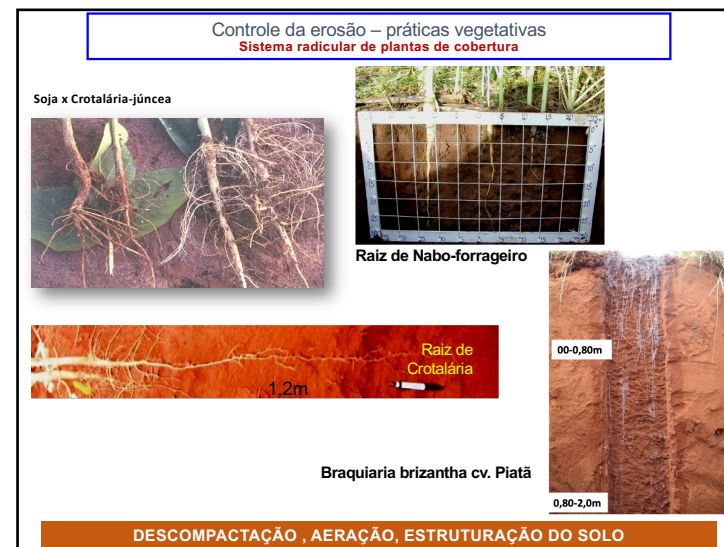 Controle da erosão – práticas vegetativas
Sistema radicular de plantas de cobertura
Soja x Crotalária-júncea
Raiz de Nabo-forrageiro
Raiz de
Crotalária
1,2m
00-0,80m
Braquiaria brizantha cv. Piatã
0,80-2,0m
DESCOMPACTAÇÃO , AERAÇÃO, ESTRUTURAÇÃO DO SOLO